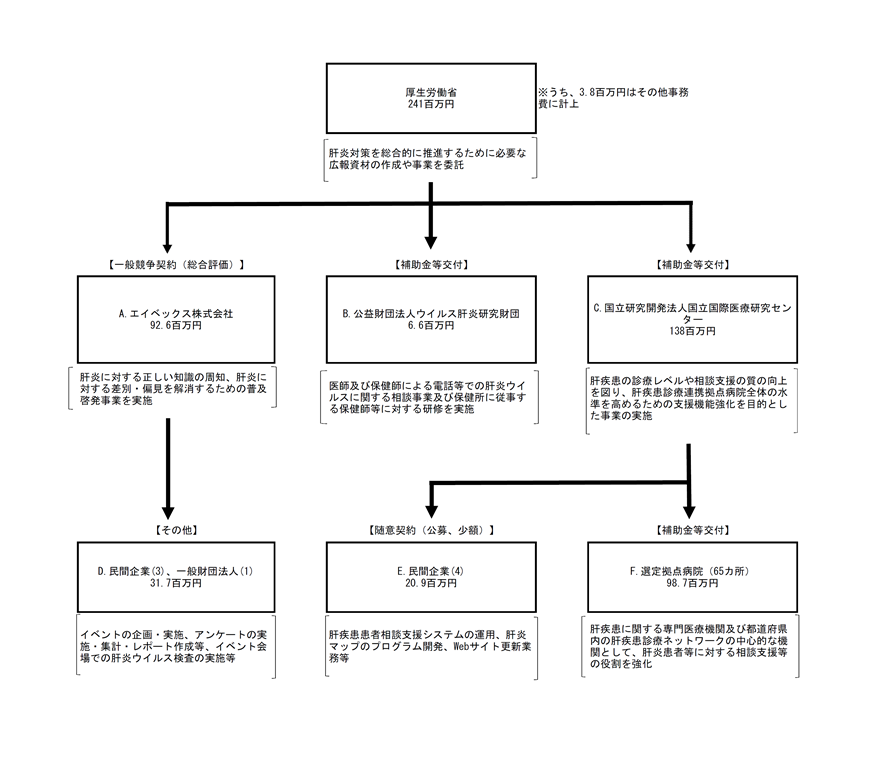 厚生労働省
241百万円
※うち、3.8百万円はその他事務
費に計上
肝炎対策を総合的に推進するために必要な
広報資材の作成や事業を委託
【一般競争契約（総合評価）】
A.エイベックス株式会社
92.6百万円
肝炎に対する正しい知識の周知、肝炎に
対する差別・偏見を解消するための普及
啓発事業を実施
【補助金等交付】
B.公益財団法人ウイルス肝炎研究財団
6.6百万円
医師及び保健師による電話等での肝炎ウイ
ルスに関する相談事業及び保健所に従事す
る保健師等に対する研修を実施
【補助金等交付】
C.国立研究開発法人国立国際医療研究セン
ター
138百万円
肝疾患の診療レベルや相談支援の質の向上
を図り、肝疾患診療連携拠点病院全体の水
準を高めるための支援機能強化を目的とし
た事業の実施
【その他】
D.民間企業(3)、一般財団法人(1)
31.7百万円
イベントの企画・実施、アンケートの実
施・集計・レポート作成等、イベント会
場での肝炎ウイルス検査の実施等
【随意契約（公募、少額）】
E.民間企業(4)
20.9百万円
肝疾患患者相談支援システムの運用、肝炎
マップのプログラム開発、Webサイト更新業
務等
【補助金等交付】
F.選定拠点病院（65カ所）
98.7百万円
肝疾患に関する専門医療機関及び都道府県
内の肝疾患診療ネットワークの中心的な機
関として、肝炎患者等に対する相談支援等
の役割を強化